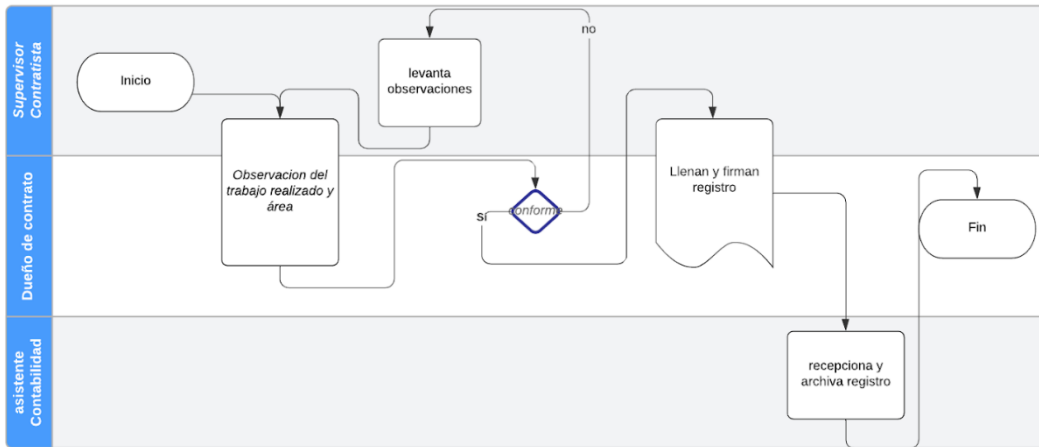 Supervisor
Contratista
Inicio
levanta
observaciones
no
Dueño de contrato
Observacion del
trabajo realizado y
área
conforme
Sí
Llenan y firman
registro
Fin
asistente
Contabilidad
recepciona y
archiva registro